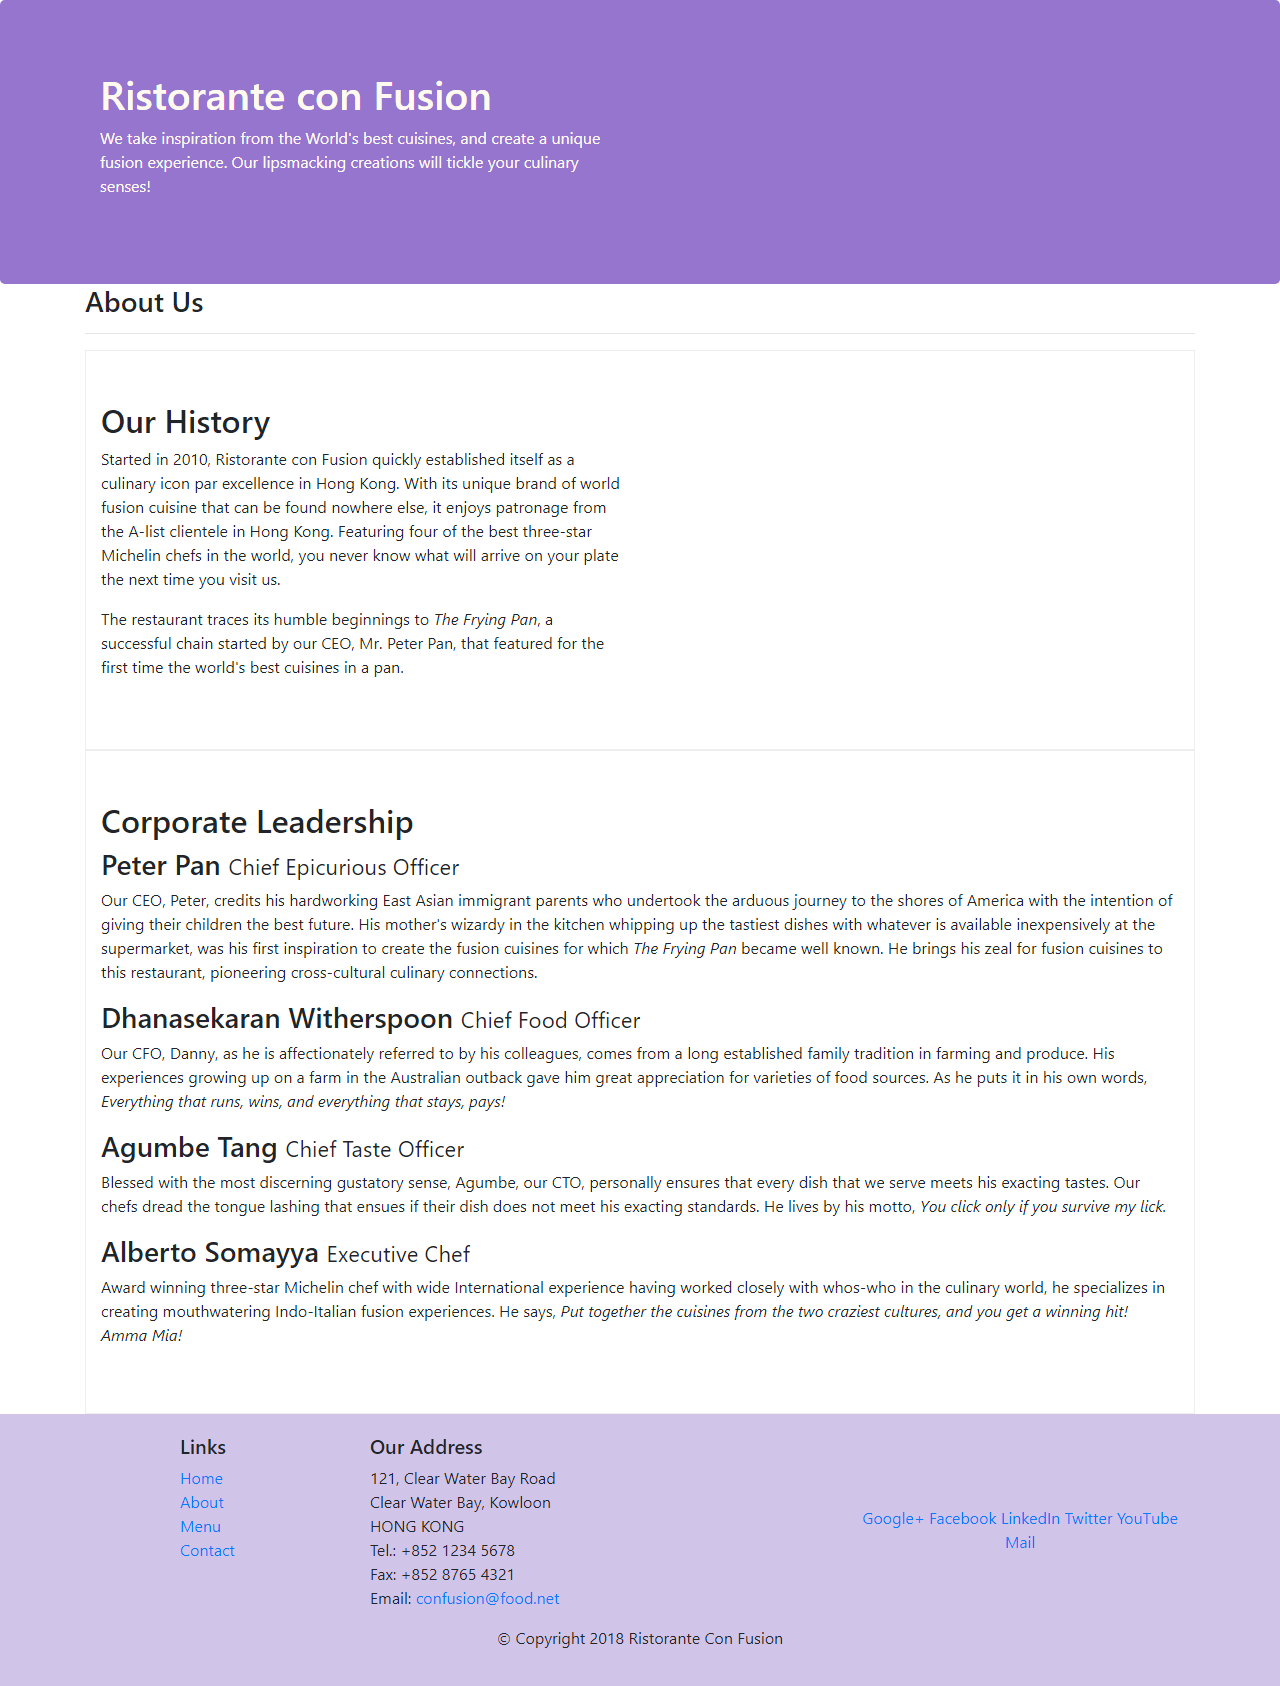 Ristorante con Fusion
We take inspiration from the World's best cuisines, and create a unique
fusion experience. Our lipsmacking creations will tickle your culinary
senses!
About Us
Our History
Started in 2010, Ristorante con Fusion quickly established itself as a
culinary icon par excellence in Hong Kong. With its unique brand of world
fusion cuisine that can be found nowhere else, it enjoys patronage from
the A-list clientele in Hong Kong. Featuring four of the best three-star
Michelin chefs in the world, you never know what will arrive on your plate
the next time you visit us.
The restaurant traces its humble beginnings to The Frying Pan, a
successful chain started by our CEO, Mr. Peter Pan, that featured for the
first time the world's best cuisines in a pan.
Corporate Leadership
Peter Pan Chief Epicurious Officer
Our CEO, Peter, credits his hardworking East Asian immigrant parents who undertook the arduous journey to the shores of America with the intention of
giving their children the best future. His mother's wizardy in the kitchen whipping up the tastiest dishes with whatever is available inexpensively at the
supermarket, was his first inspiration to create the fusion cuisines for which The Frying Pan became well known. He brings his zeal for fusion cuisines to
this restaurant, pioneering cross-cultural culinary connections.
Dhanasekaran Witherspoon Chief Food Officer
Our CFO, Danny, as he is affectionately referred to by his colleagues, comes from a long established family tradition in farming and produce. His
experiences growing up on a farm in the Australian outback gave him great appreciation for varieties of food sources. As he puts it in his own words,
Everything that runs, wins, and everything that stays, pays!
Agumbe Tang Chief Taste Officer
Blessed with the most discerning gustatory sense, Agumbe, our CTO, personally ensures that every dish that we serve meets his exacting tastes. Our
chefs dread the tongue lashing that ensues if their dish does not meet his exacting standards. He lives by his motto, You click only if you survive my lick.
Alberto Somayya Executive Chef
Award winning three-star Michelin chef with wide International experience having worked closely with whos-who in the culinary world, he specializes in
creating mouthwatering Indo-Italian fusion experiences. He says, Put together the cuisines from the two craziest cultures, and you get a winning hit!
Amma Mia!
Links
Home
About
Menu
Contact
Our Address
121, Clear Water Bay Road
Clear Water Bay, Kowloon
HONG KONG
Tel.: +852 1234 5678
Fax: +852 8765 4321
Email: confusion@food.net
Google+ Facebook LinkedIn Twitter YouTube
Mail
© Copyright 2018 Ristorante Con Fusion